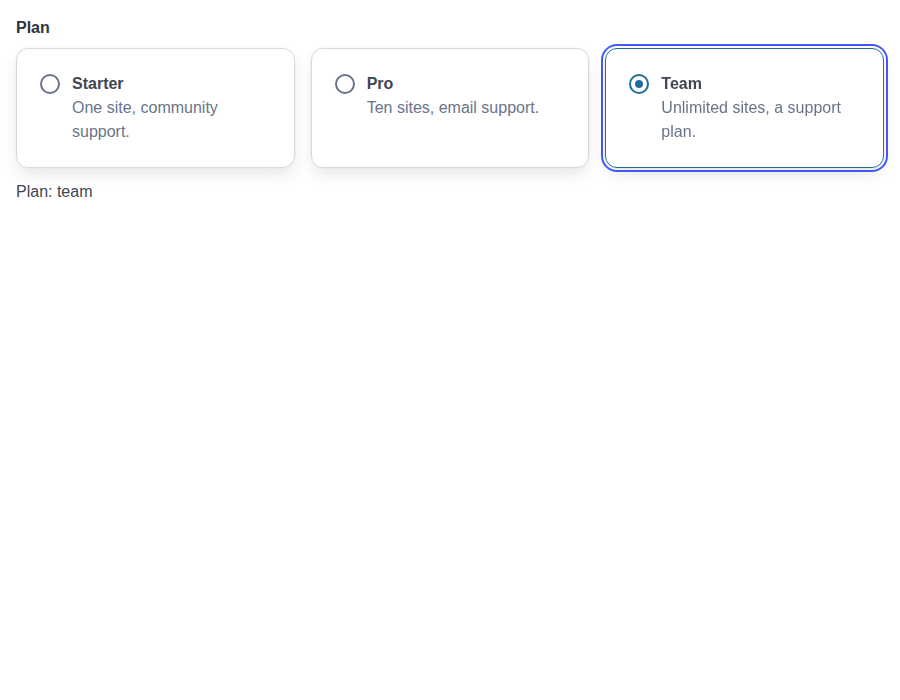 Plan
Starter
One site, community
support.
Pro
Ten sites, email support.
Team
Unlimited sites, a support
plan.
Plan: team